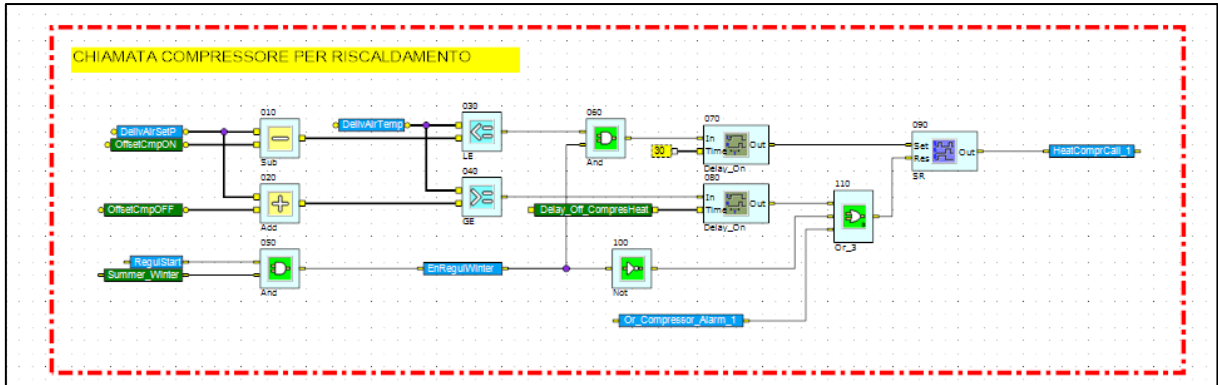 CHIAMATA COMPRESSORE PER RISCALDAMENTO
010
030
060
070
090
DelivAirSetP
OffsetCmpON
Sub
DelivAirTemp
LE
And
30
In
Time
Out
Delay_On
Set
Res
Out
SR
HeatComprCall_1
020
040
080
110
OffsetCmpOFF
Add
GE
Delay_Off_CompresHeat
In
Time
Out
Delay_On
Or_3
050
100
RegulStart
Summer_Winter
And
EnRegulWinter
Not
Or_Compressor_Alarm_1